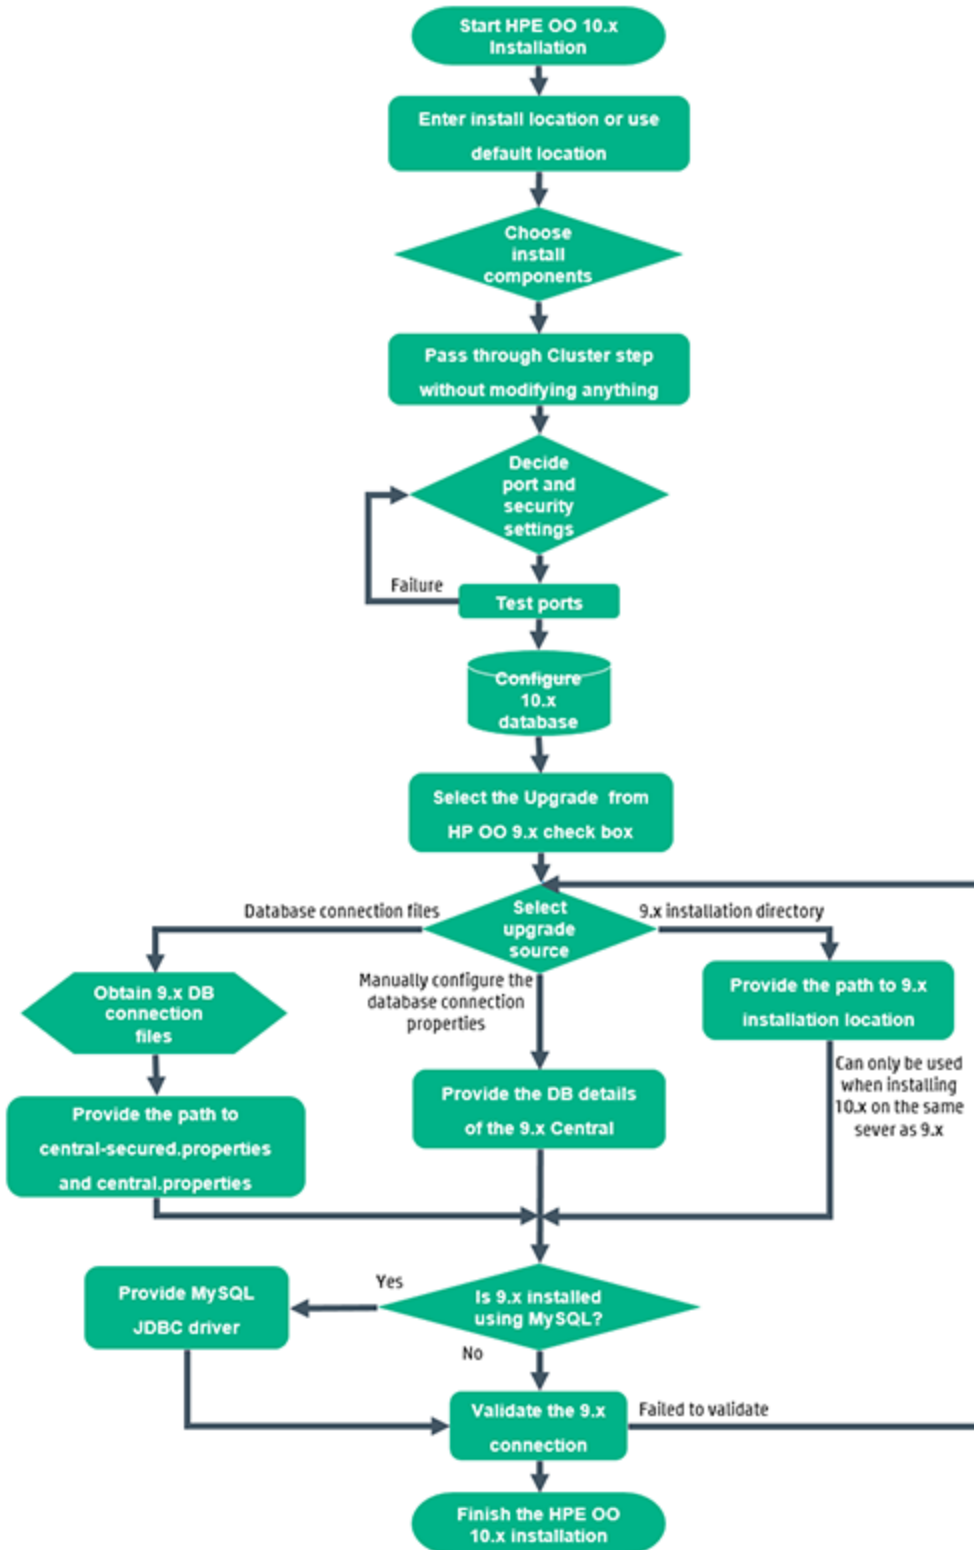 Start HPE OO 10.x
Installation
Enter install location or use
default location
Choose
install
components
Pass through Cluster step
without modifying anything
Decide
port and
security
settings
Failure
Test ports
Configure
10.x
database
Select the Upgrade  from
HP OO 9.x check box
Database connection files
Select
upgrade
source
9.x installation directory
Obtain 9.x DB
connection
files
Manually configure the
database connection
properties
Provide the path to 9.x
installation location
Provide the path to
central-secured.properties
and central.properties
Provide the DB details
of the 9.x Central
Can only be used
when installing
10.x on the same
sever as 9.x
Yes
Provide MySQL
JDBC driver
Is 9.x installed
using MySQL?
No
Validate the 9.x
connection
Failed to validate
Finish the HPE OO
10.x installation